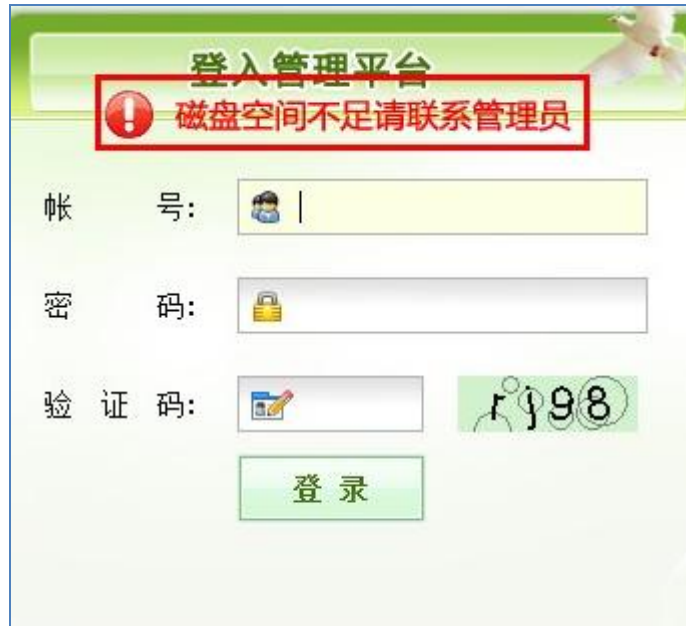 登入管理平台
磁盘空间不足请联系管理员
帐 号:
密 码:
验 证 码: rj98
登 录